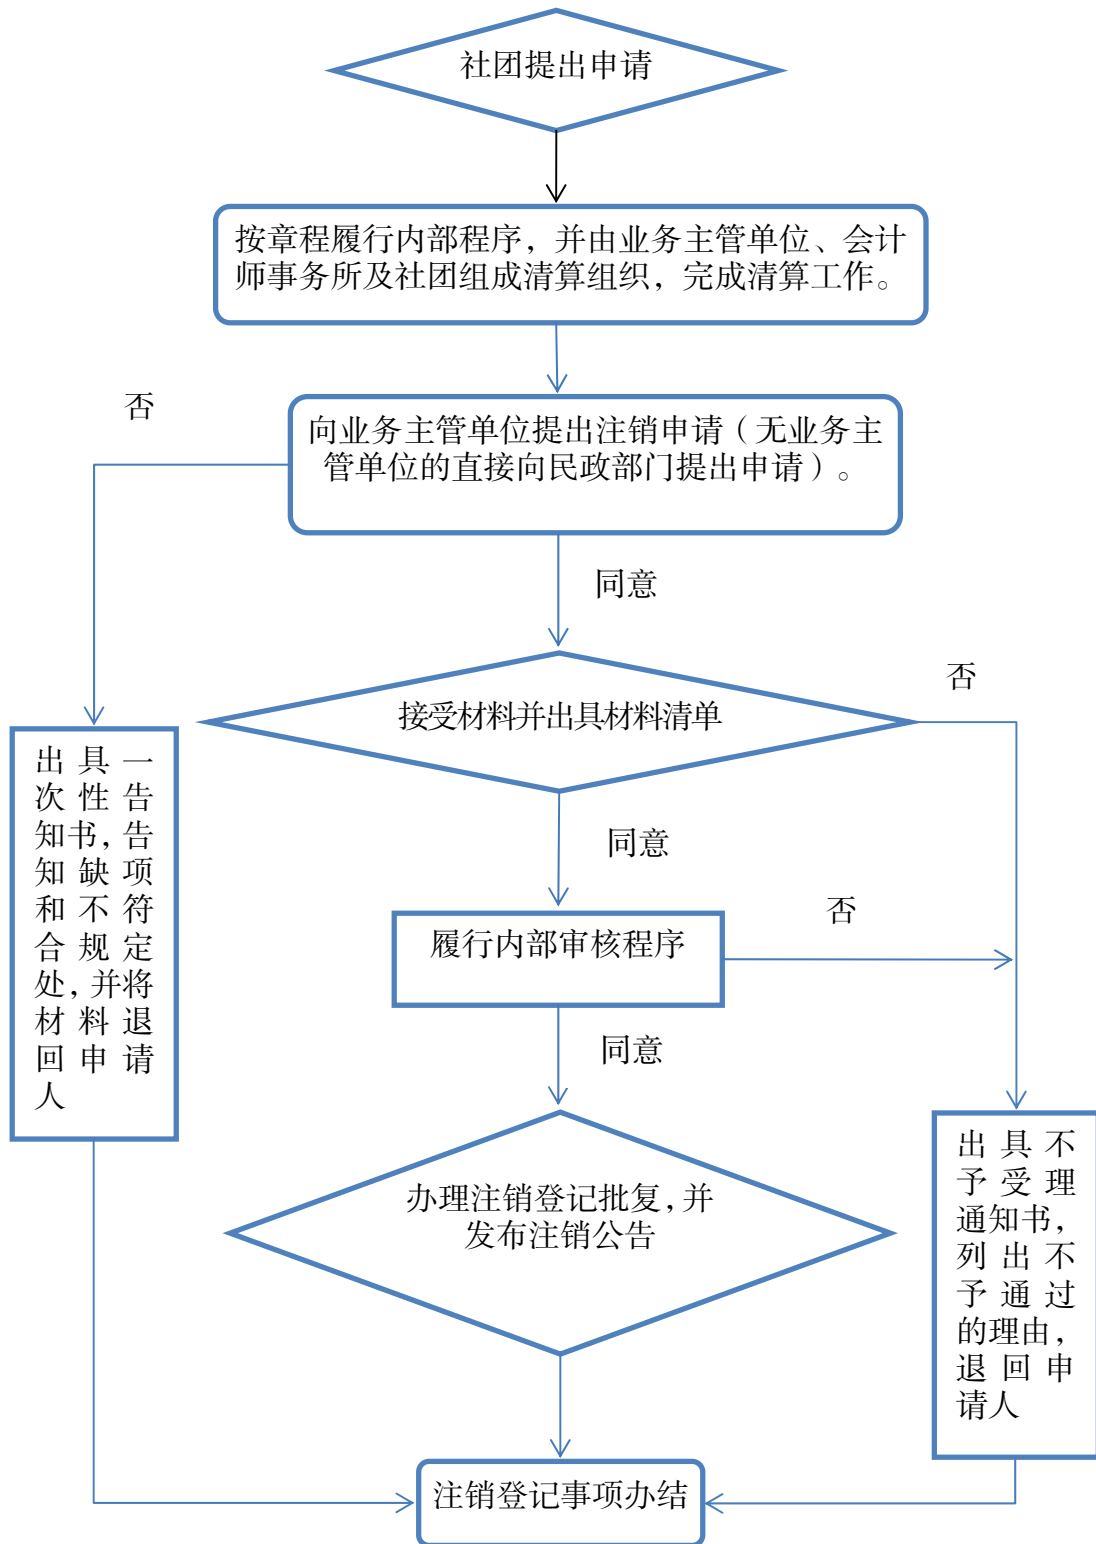 社团提出申请
按章程履行内部程序，并由业务主管单位、会计
师事务所及社团组成清算组织，完成清算工作。
否
向业务主管单位提出注销申请（无业务主
管单位的直接向民政部门提出申请）。
同意
否
接受材料并出具材料清单
出具一
次性告
知书，告
知缺项
和不符
合规定
处，并将
材料退
回申请
人
同意
否
履行内部审核程序
同意
办理注销登记批复，并
发布注销公告
出具不
予受理
通知书，
列出不
予通过
的理由，
退回申
请人
注销登记事项办结